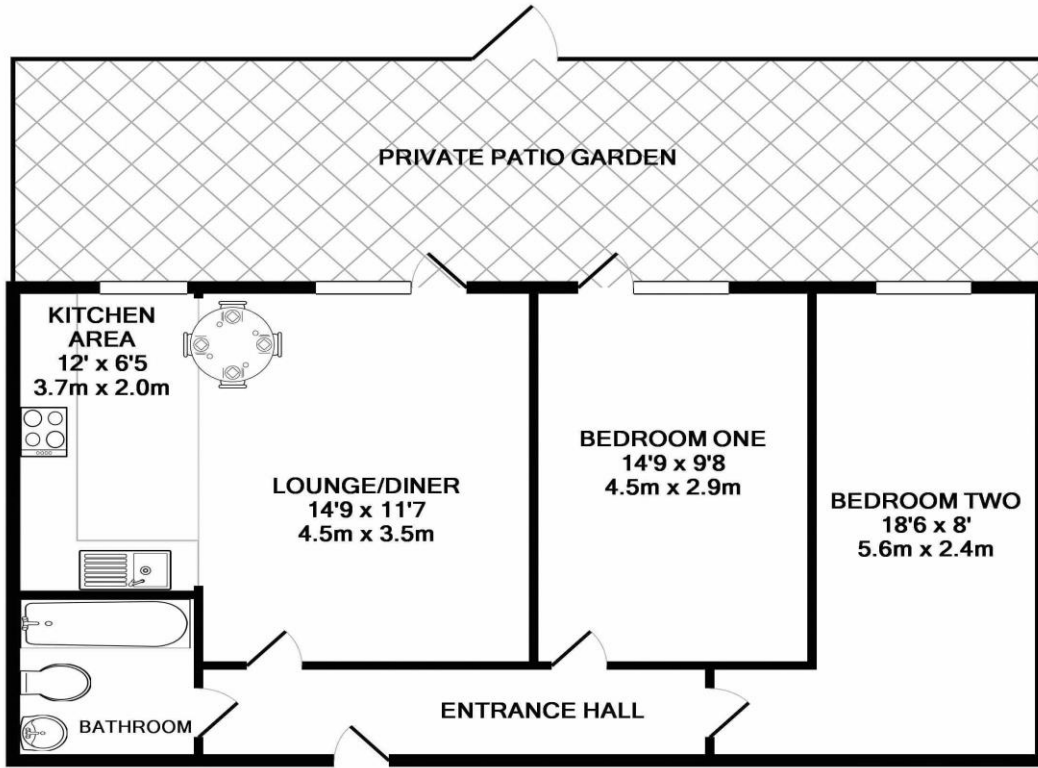 PRIVATE PATIO GARDEN
KITCHEN
AREA
12' x 6'5
3.7m x 2.0m
LOUNGE/DINER
14'9 x 11'7
4.5m x 3.5m
BEDROOM ONE
14'9 x 9'8
4.5m x 2.9m
BEDROOM TWO
18'6 x 8'
5.6m x 2.4m
BATHROOM
ENTRANCE HALL